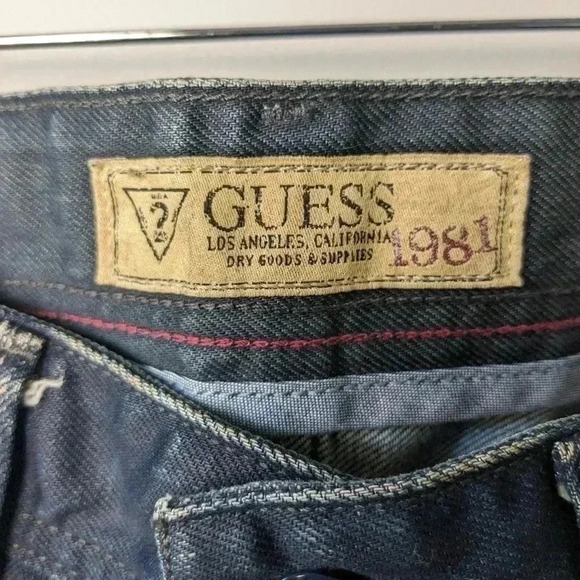 ?
GUESS
LOS ANGELES, CALIFORNIA
DRY GOODS & SUPPLIES
1981